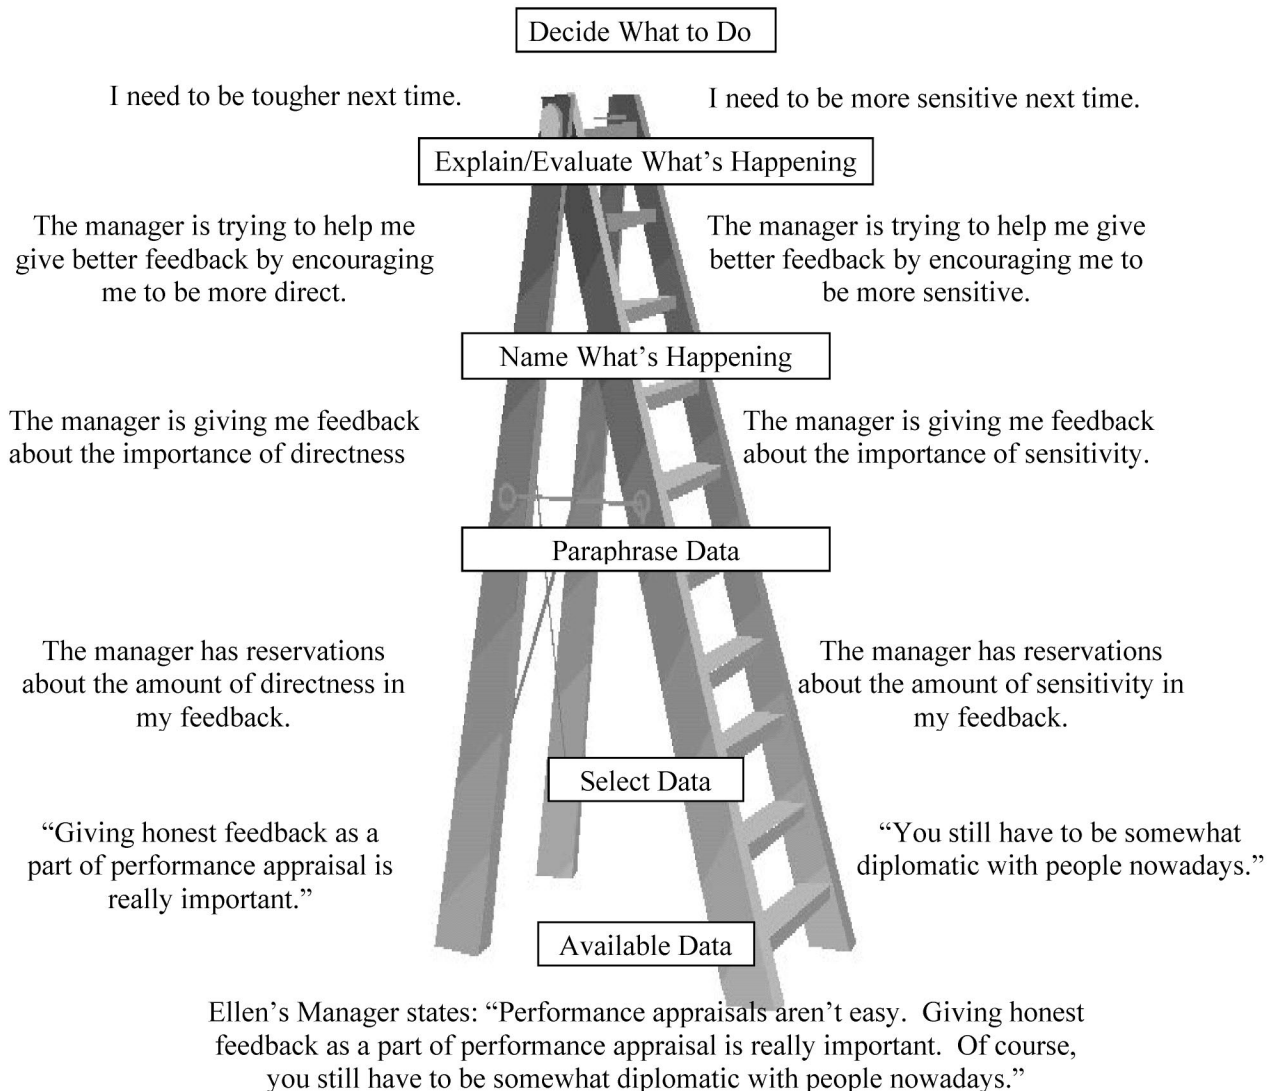 Decide What to Do
I need to be tougher next time.
I need to be more sensitive next time.
Explain/Evaluate What's Happening
The manager is trying to help me
give better feedback by encouraging
me to be more direct.
The manager is trying to help me give
better feedback by encouraging me to
be more sensitive.
Name What's Happening
The manager is giving me feedback
about the importance of directness
The manager is giving me feedback
about the importance of sensitivity.
Paraphrase Data
The manager has reservations
about the amount of directness in
my feedback.
The manager has reservations
about the amount of sensitivity in
my feedback.
Select Data
“Giving honest feedback as a
part of performance appraisal is
really important.”
“You still have to be somewhat
diplomatic with people nowadays.”
Available Data
Ellen's Manager states: “Performance appraisals aren't easy.  Giving honest
feedback as a part of performance appraisal is really important.  Of course,
you still have to be somewhat diplomatic with people nowadays.”